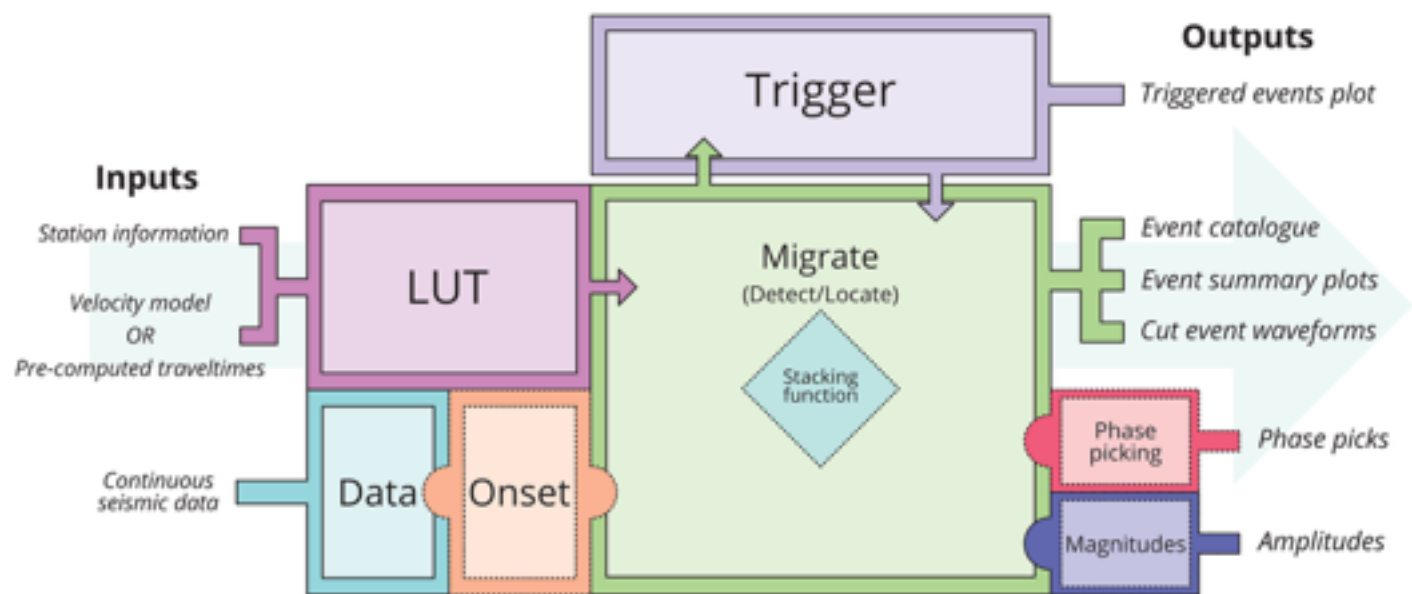 Outputs
Trigger
Triggered events plot
Inputs
Station information
LUT
Migrate
(Detect/Locate)
Event catalogue
Event summary plots
Cut event waveforms
Velocity model
OR
Pre-computed traveltimes
Stacking
function
Phase
picking
Phase picks
Continuous
seismic data
Data
Onset
Magnitudes
Amplitudes